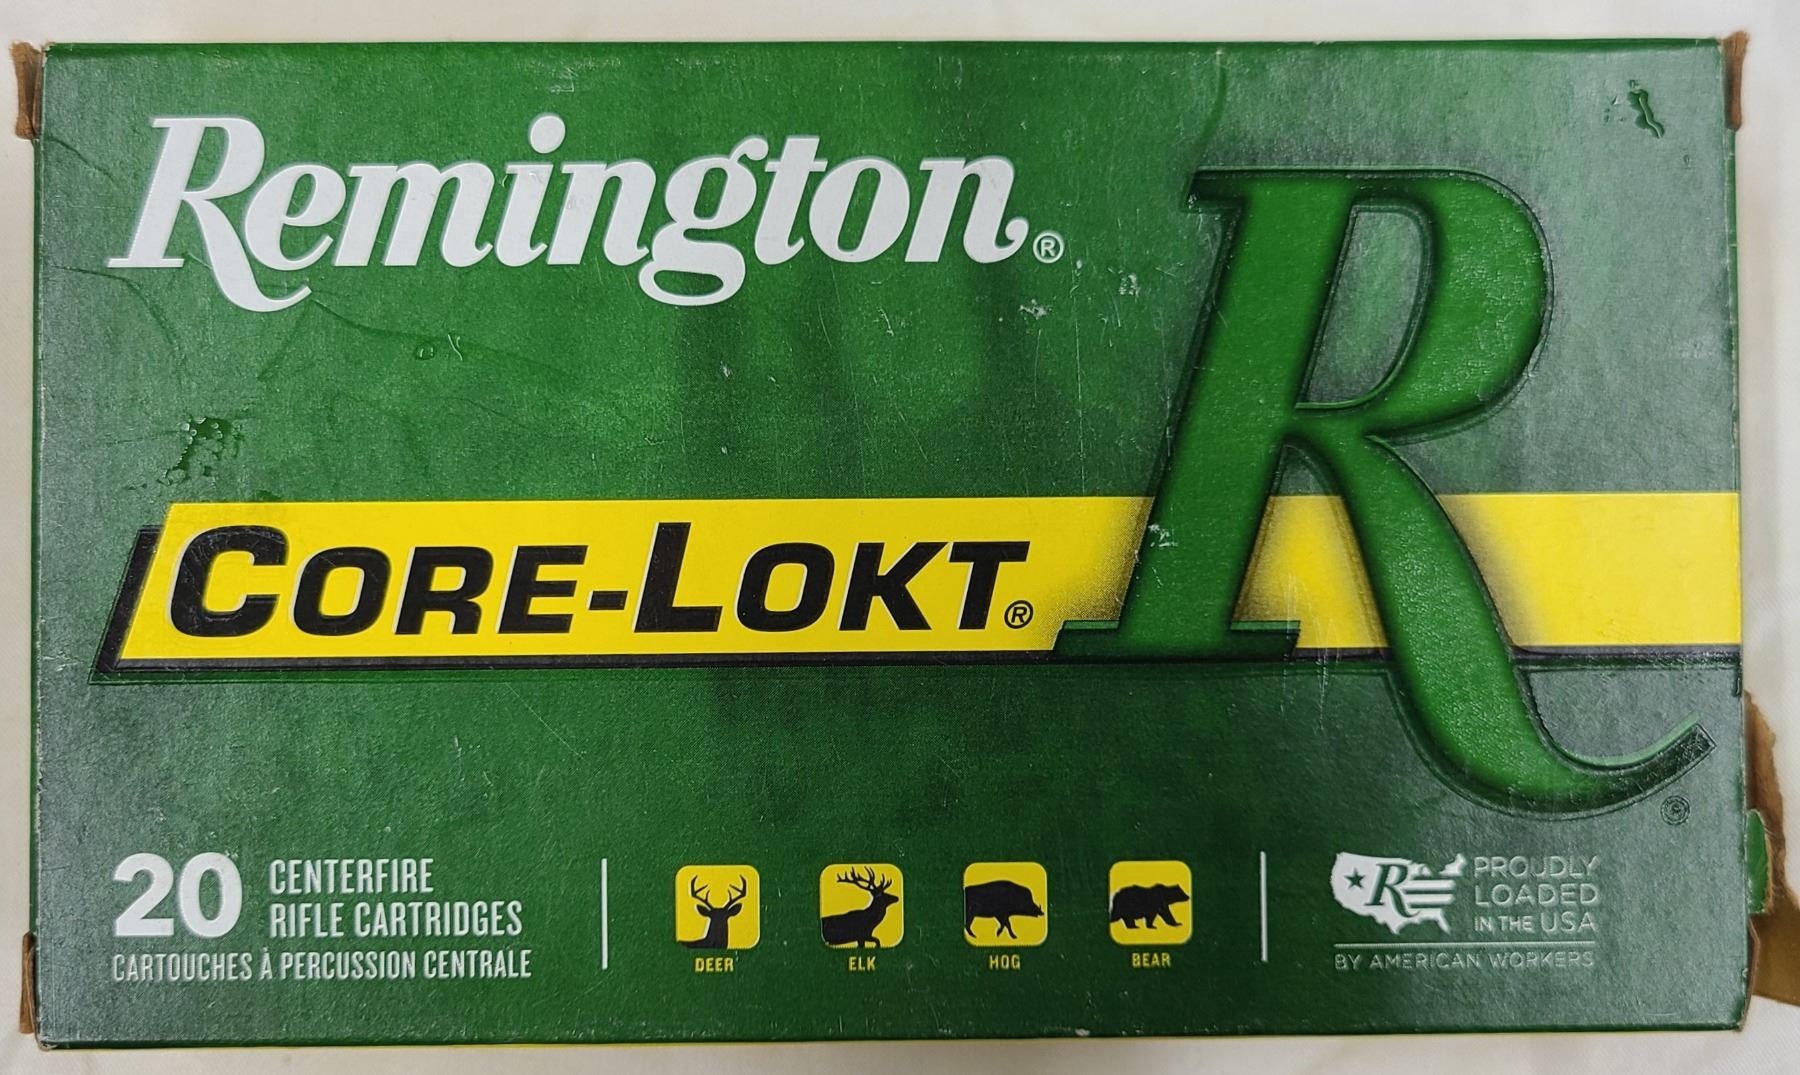 Remington®
CORE-LOKT®
R
20 CENTERFIRE
RIFLE CARTRIDGES
CARTOUCHES À PERCUSSION CENTRALE
DEER
ELK
HOG
BEAR
R
PROUDLY
LOADED
IN THE USA
BY AMERICAN WORKERS